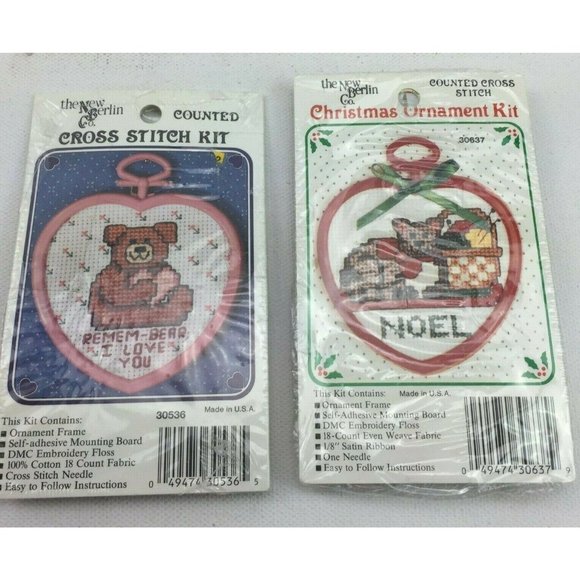 the New
Berlin
Co.
COUNTED
CROSS STITCH KIT
REMEM-BEAR
I LOVE
YOU
This Kit Contains:
30536
Made in U.S.A.
■ Ornament Frame
■ Self-adhesive Mounting Board
■ DMC Embroidery Floss
■ 100% Cotton 18 Count Fabric
■ Cross Stitch Needle
■ Easy to Follow Instructions
0 49474 30536 5
the New
Berlin
Co.
COUNTED CROSS
STITCH
Christmas Ornament Kit
30637
NOEL
This Kit Contains:
Made in U.S.A.
■ Ornament Frame
■ Self-Adhesive Mounting Board
■ DMC Embroidery Floss
■ 18-Count Even Weave Fabric
■ 1/8" Satin Ribbon
■ One Needle
■ Easy to Follow Instructions
0 49474 30637 9